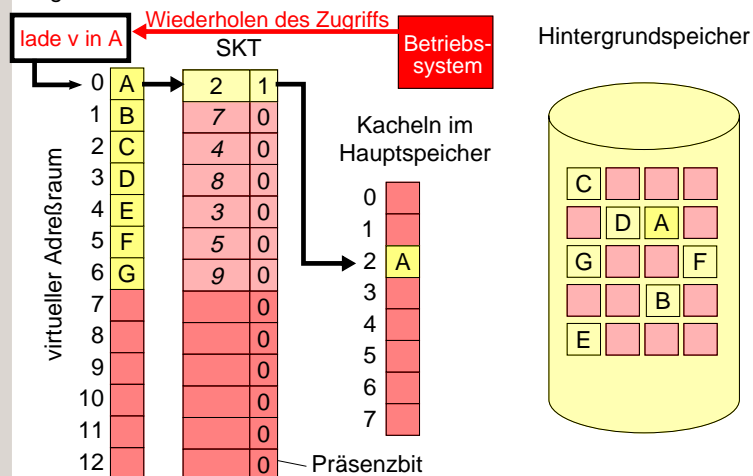 Wiederholen des Zugriffs
lade v in A
Betriebs-
system
Hintergrundspeicher
SKT
virtueller Adreßraum
0 A 2 1
1 B 7 0
2 C 4 0
3 D 8 0
4 E 3 0
5 F 5 0
6 G 9 0
7 0
8 0
9 0
10 0
11 0
12 0
Präsenzbit
Kacheln im
Hauptspeicher
0
1
2 A
3
4
5
6
7
C
D A
G F
B
E